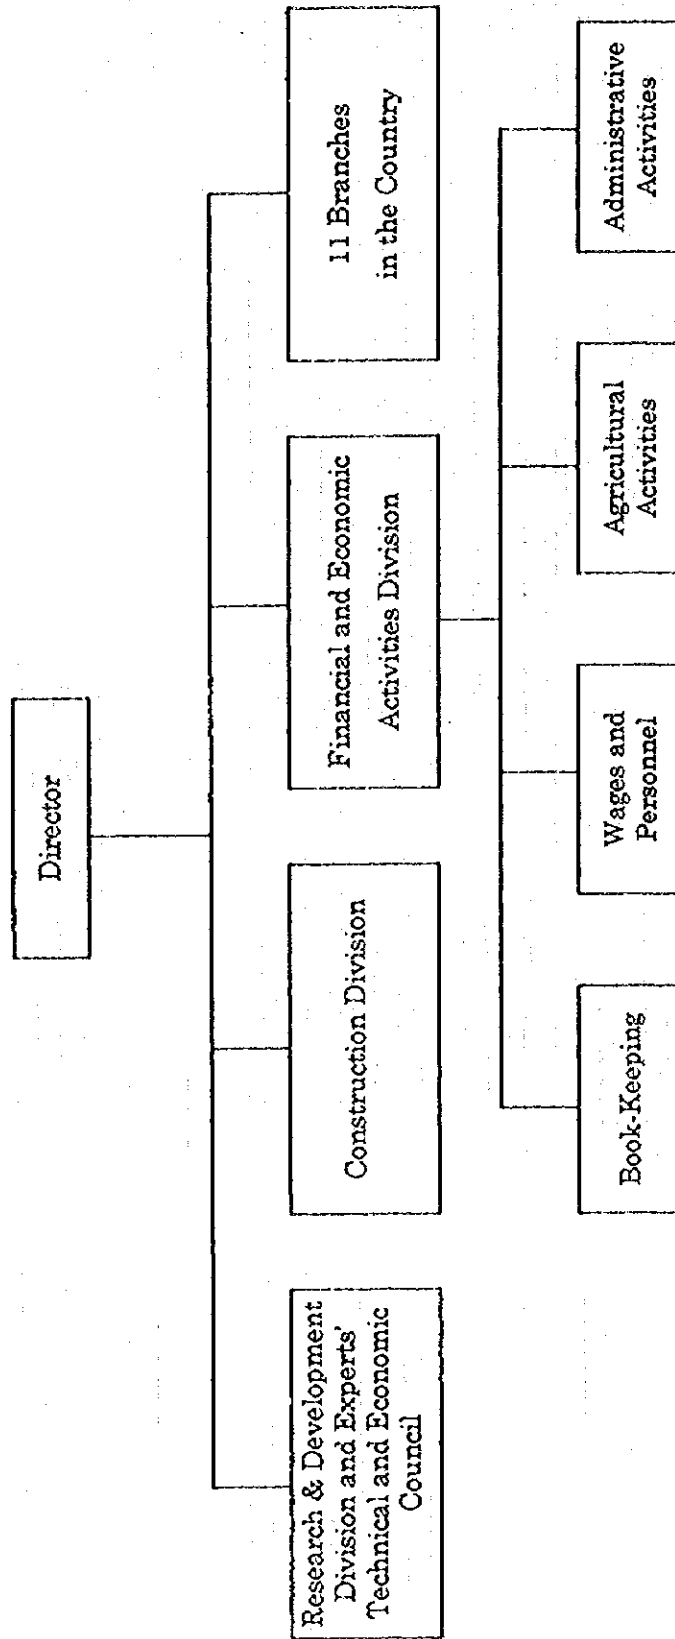 Director
Research & Development
Division and Experts'
Technical and Economic
Council
Construction Division
Financial and Economic
Activities Division
11 Branches
in the Country
Book-Keeping
Wages and
Personnel
Agricultural
Activities
Administrative
Activities